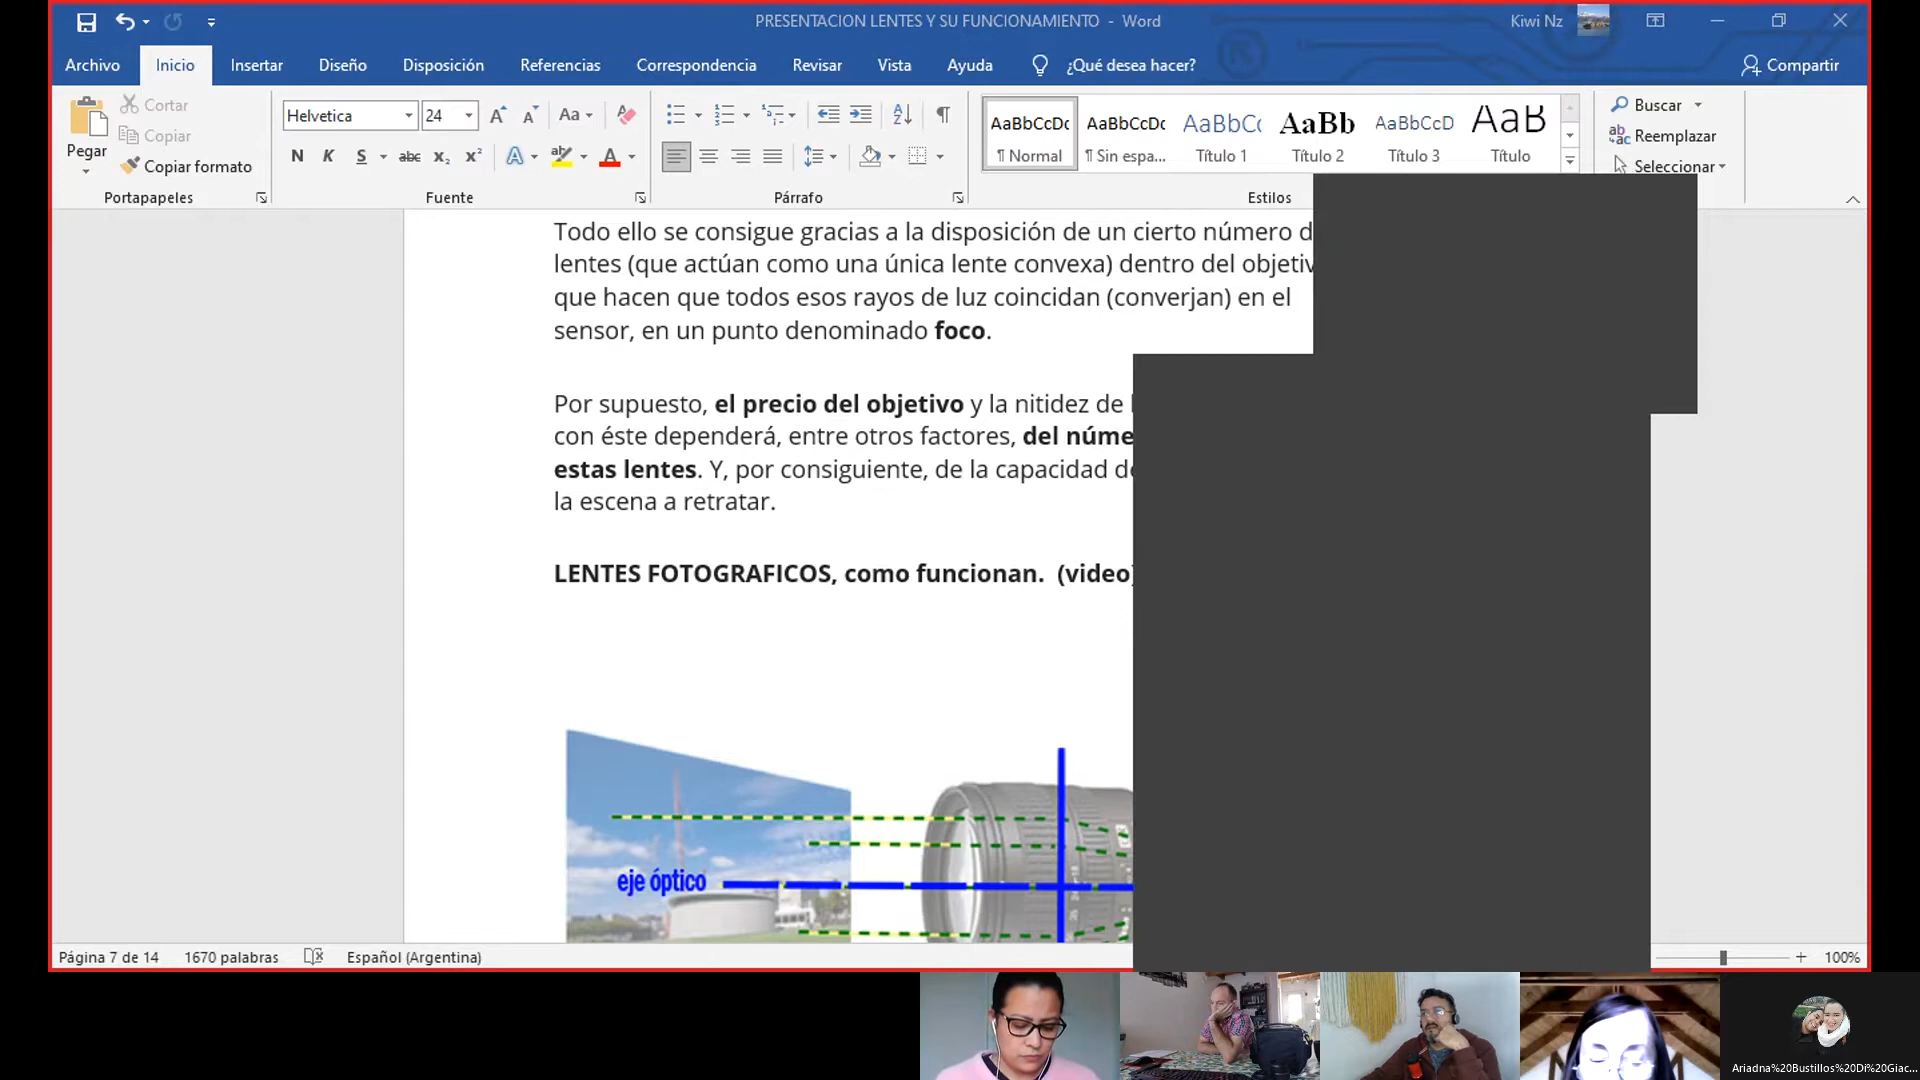 PRESENTACION LENTES Y SU FUNCIONAMIENTO - Word
Kiwi Nz
Archivo Inicio Insertar Diseño Disposición Referencias Correspondencia Revisar Vista Ayuda ¿Qué desea hacer? Compartir
Pegar
Cortar
Copiar
Copiar formato
Portapapeles
Helvetica 24
N K S abc x₂ x²
Fuente
Párrafo
AaBbCcDc AaBbCcDc AaBbCc AaBb AaBbCcD AaB
¶ Normal ¶ Sin espa... Título 1 Título 2 Título 3 Título
Estilos
Buscar
Reemplazar
Seleccionar
Todo ello se consigue gracias a la disposición de un cierto número
lentes (que actúan como una única lente convexa) dentro del
que hacen que todos esos rayos de luz coincidan (converjan) en el
sensor, en un punto denominado foco.
Por supuesto, el precio del objetivo y la nitidez de
con éste dependerá, entre otros factores, del
estas lentes. Y, por consiguiente, de la capacidad
la escena a retratar.
LENTES FOTOGRAFICOS, como funcionan. (video)
eje óptico
Página 7 de 14 1670 palabras Español (Argentina) 100%
Ariadna%20Bustillos%20Di%20Giac...